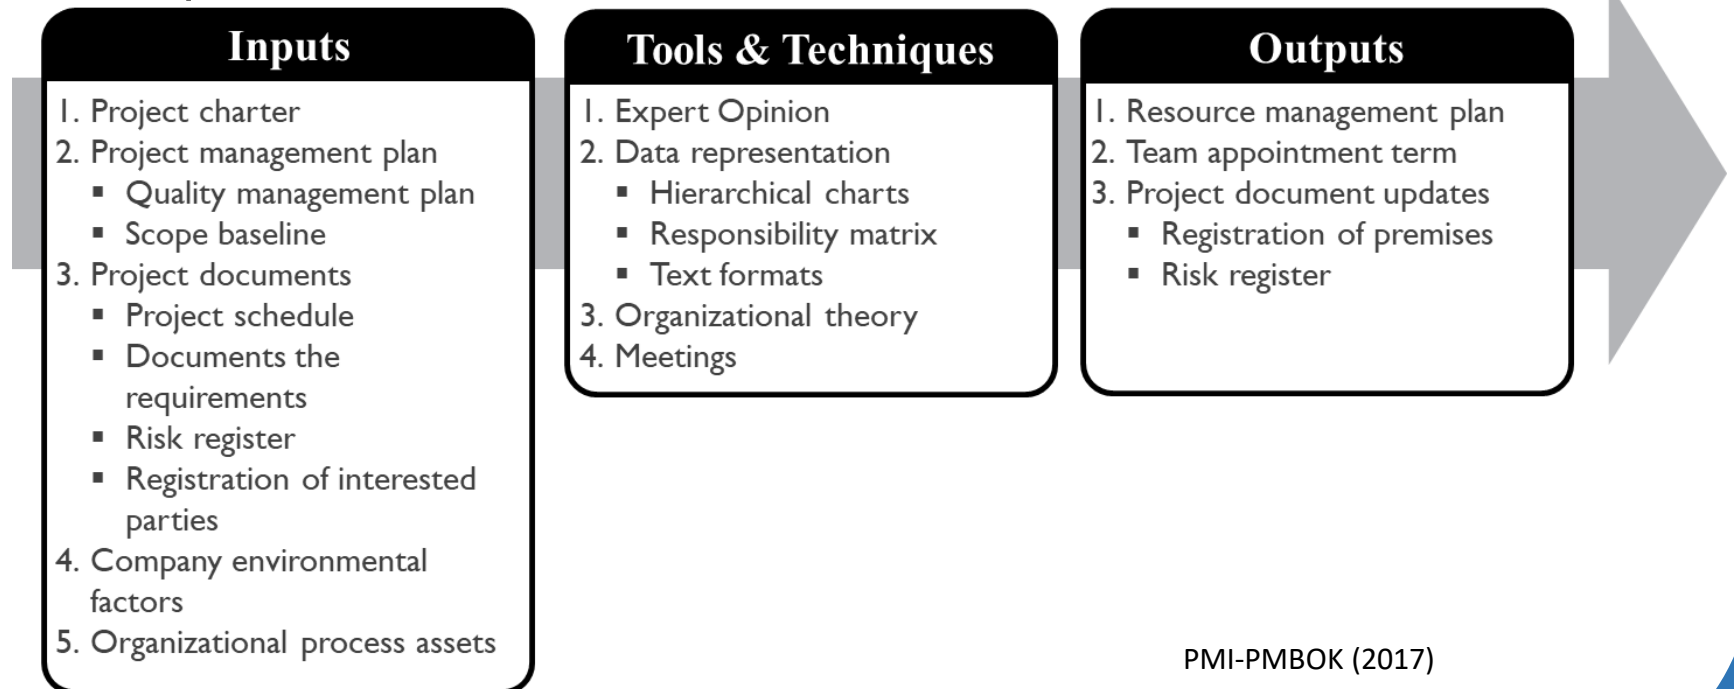 Inputs
1. Project charter
2. Project management plan
▪ Quality management plan
▪ Scope baseline
3. Project documents
▪ Project schedule
▪ Documents the
requirements
▪ Risk register
▪ Registration of interested
parties
4. Company environmental
factors
5. Organizational process assets
Tools & Techniques
1. Expert Opinion
2. Data representation
▪ Hierarchical charts
▪ Responsibility matrix
▪ Text formats
3. Organizational theory
4. Meetings
Outputs
1. Resource management plan
2. Team appointment term
3. Project document updates
▪ Registration of premises
▪ Risk register
PMI-PMBOK (2017)